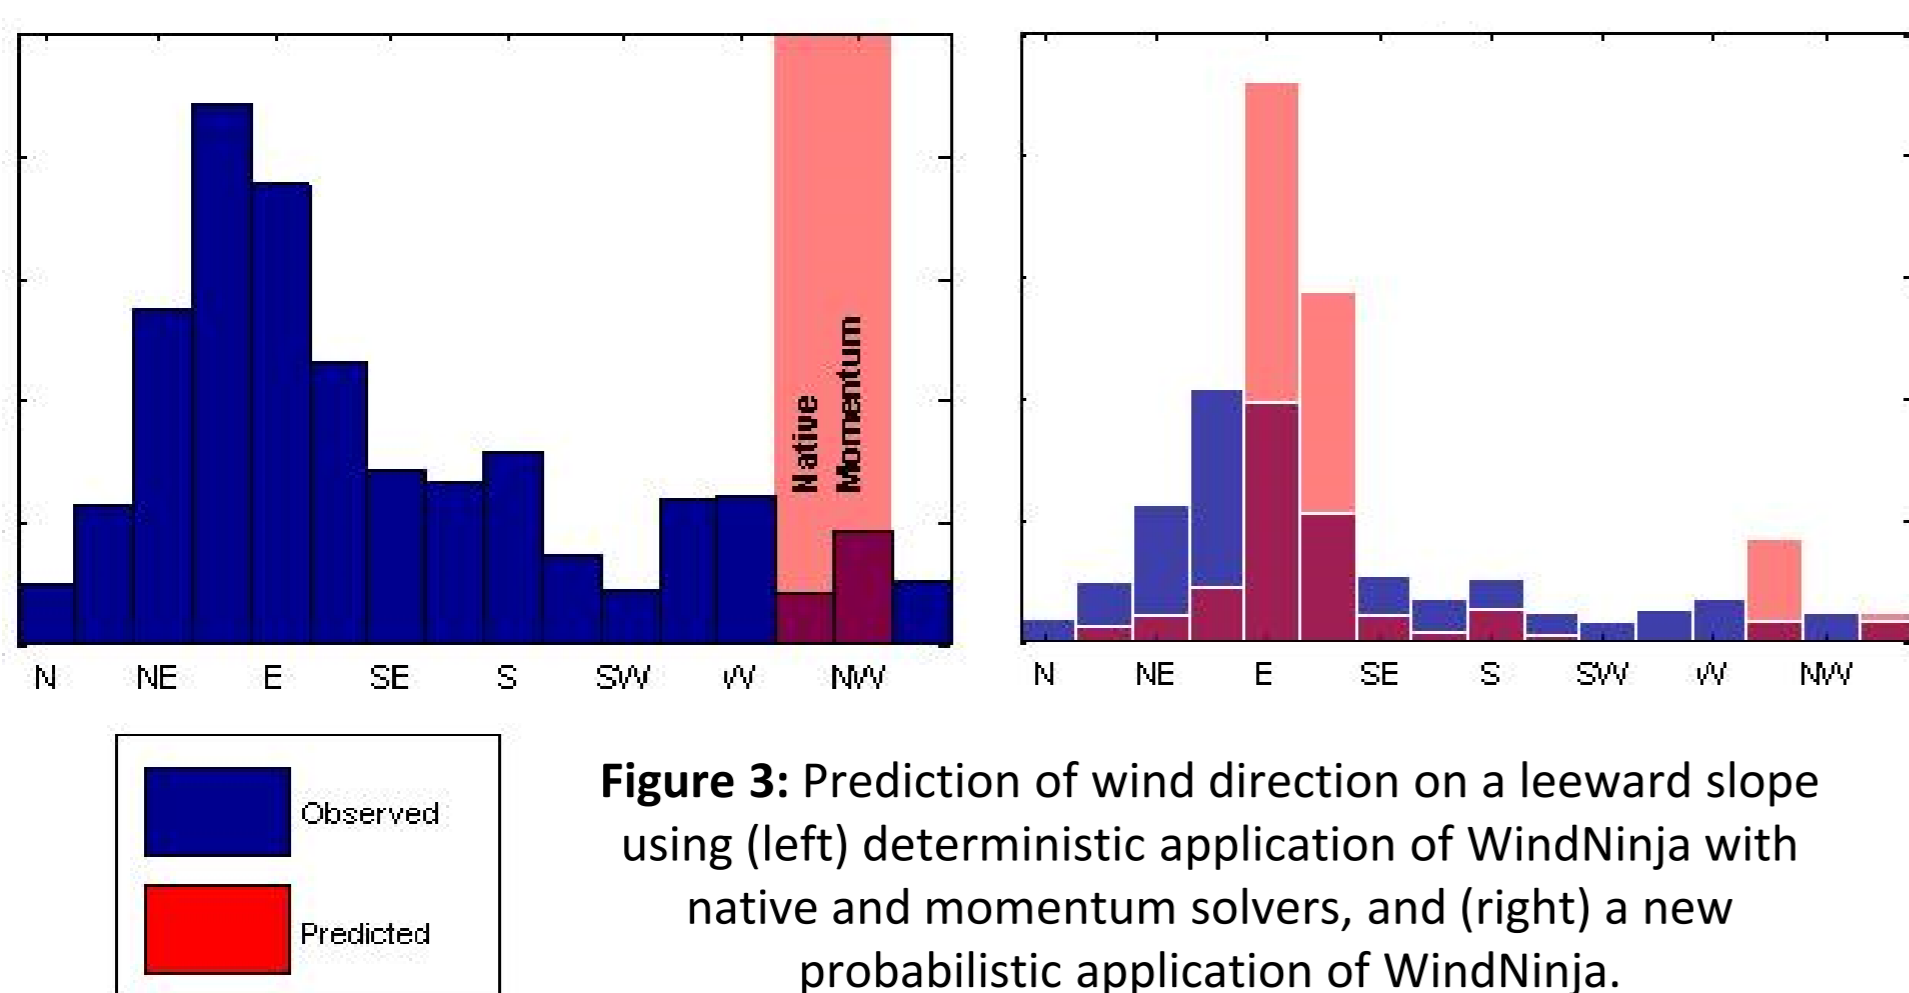 Native
Momentum
N NE E SE S SW W NW
N NE E SE S SW W NW
Observed
Predicted
Figure 3: Prediction of wind direction on a leeward slope
using (left) deterministic application of WindNinja with
native and momentum solvers, and (right) a new
probabilistic application of WindNinja.